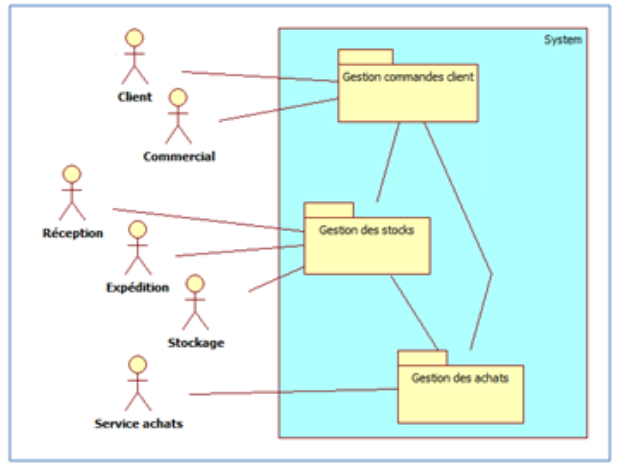 System
Gestion commandes client
Client
Commercial
Réception
Gestion des stocks
Expédition
Stockage
Gestion des achats
Service achats